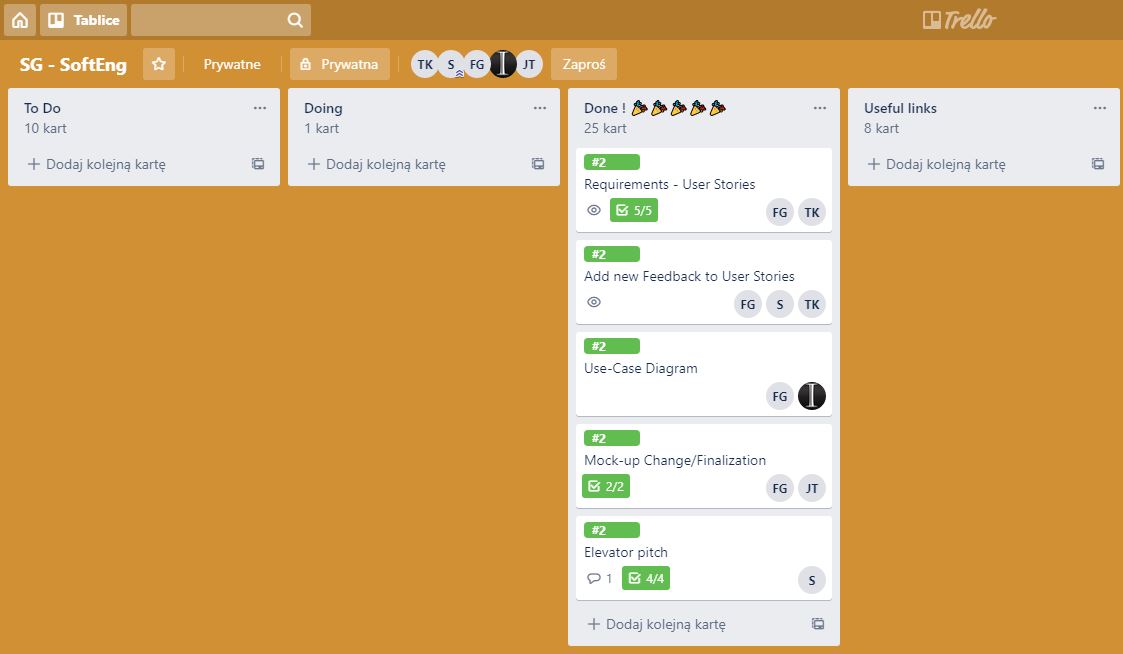 Tablice
Trello
SG - SoftEng
Prywatne
Prywatna
TK S FG I JT
Zaproś
To Do
10 kart
Dodaj kolejną kartę
Doing
1 kart
Dodaj kolejną kartę
Done !
25 kart
#2
Requirements - User Stories
5/5
FG TK
#2
Add new Feedback to User Stories
FG S TK
#2
Use-Case Diagram
FG I
#2
Mock-up Change/Finalization
2/2
FG JT
#2
Elevator pitch
1 4/4
S
Dodaj kolejną kartę
Useful links
8 kart
Dodaj kolejną kartę